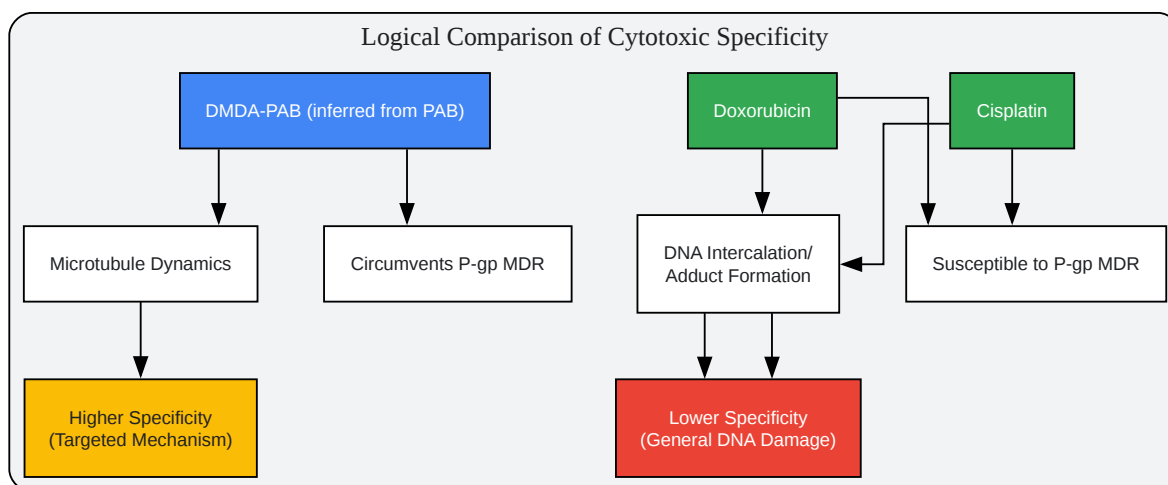 Logical Comparison of Cytotoxic Specificity
DMDA-PAB (inferred from PAB)
Doxorubicin
Cisplatin
Microtubule Dynamics
Circumvents P-gp MDR
DNA Intercalation/
Adduct Formation
Susceptible to P-gp MDR
Higher Specificity
(Targeted Mechanism)
Lower Specificity
(General DNA Damage)